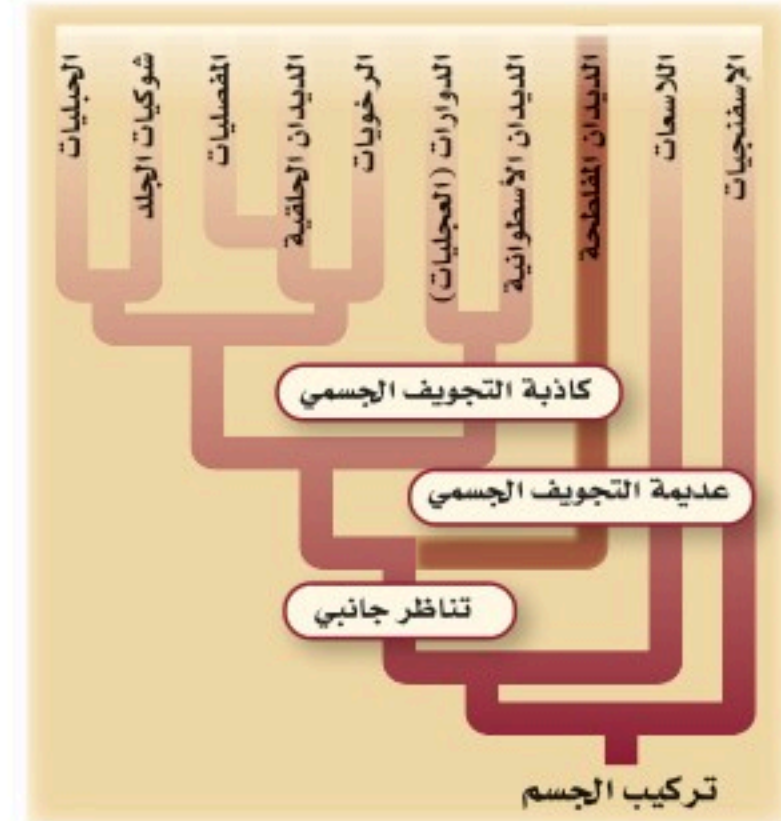 الإسفنجيات
اللاسعات
الديدان المفلطحة
الديدان الأسطوانية
الدوارات (العجليات)
الرخويات
الديدان الحلقية
المفصليات
شوكيات الجلد
الحبليات
كاذبة التجويف الجسمي
عديمة التجويف الجسمي
تناظر جانبي
تركيب الجسم